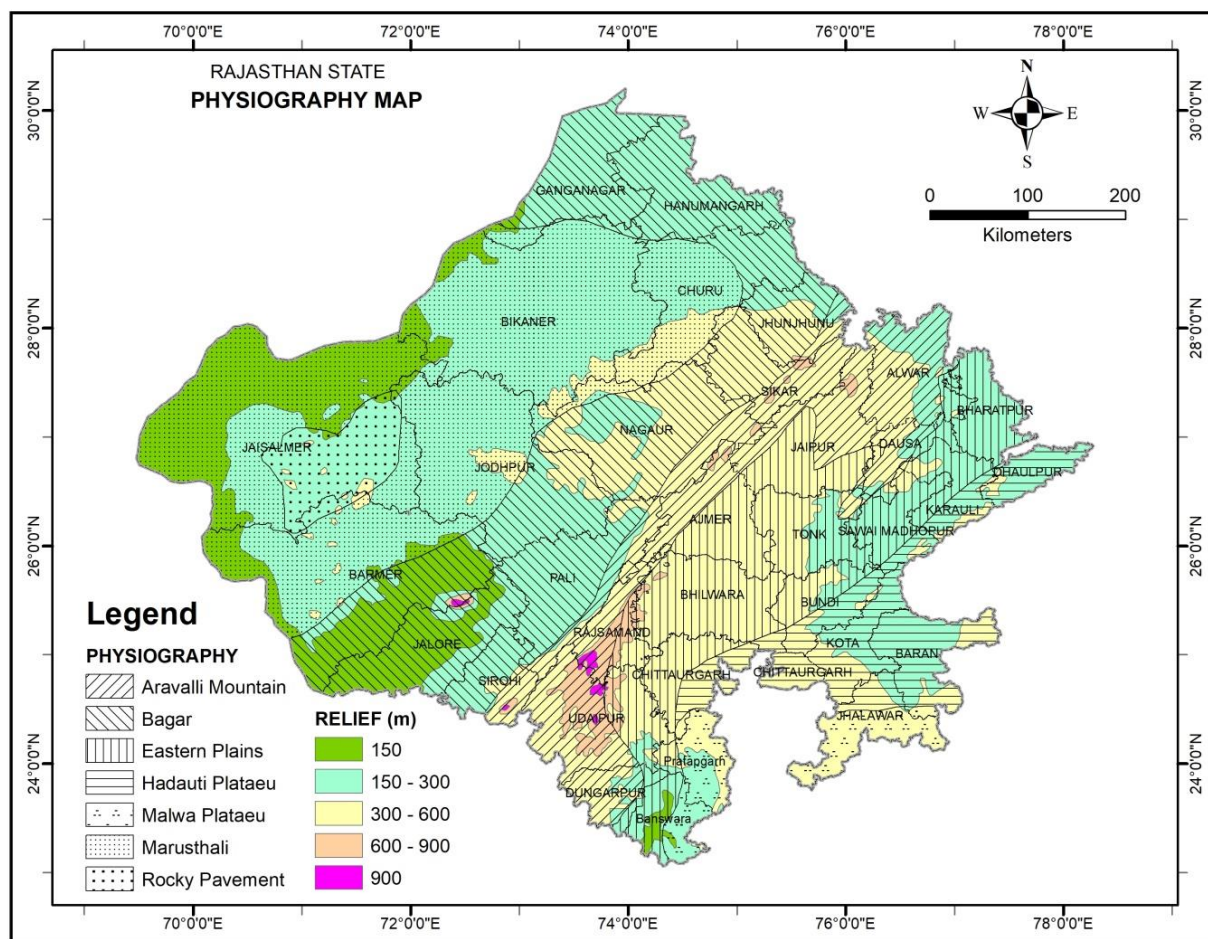 70°0'0"E 72°0'0"E 74°0'0"E 76°0'0"E 78°0'0"E
RAJASTHAN STATE
PHYSIOGRAPHY MAP
N
W E
S
0 100 200
Kilometers
30°0'0"N
28°0'0"N
26°0'0"N
24°0'0"N
30°0'0"N
28°0'0"N
26°0'0"N
24°0'0"N
GANGANAGAR
HANUMANGARH
CHURU
BIKANER
JHUNJHUNU
ALWAR
SIKAR
BHARATPUR
NAGAUR
JAISALMER
JAIPUR
DAUSA
JODHPUR
DHAULPUR
KARAULI
AJMER
TONK
SAWAI MADHOPUR
BARMER
PALI
BHILWARA
BUNDI
RAJSAMAND
JALORE
KOTA
BARAN
SIROHI
CHITTAURGARH
CHITTAURGARH
UDAIPUR
JHALAWAR
Pratapgarh
DUNGARPUR
Banswara
Legend
PHYSIOGRAPHY
Aravalli Mountain
Bagar
Eastern Plains
Hadauti Plataeu
Malwa Plataeu
Marusthali
Rocky Pavement
RELIEF (m)
150
150 - 300
300 - 600
600 - 900
900
70°0'0"E 72°0'0"E 74°0'0"E 76°0'0"E 78°0'0"E